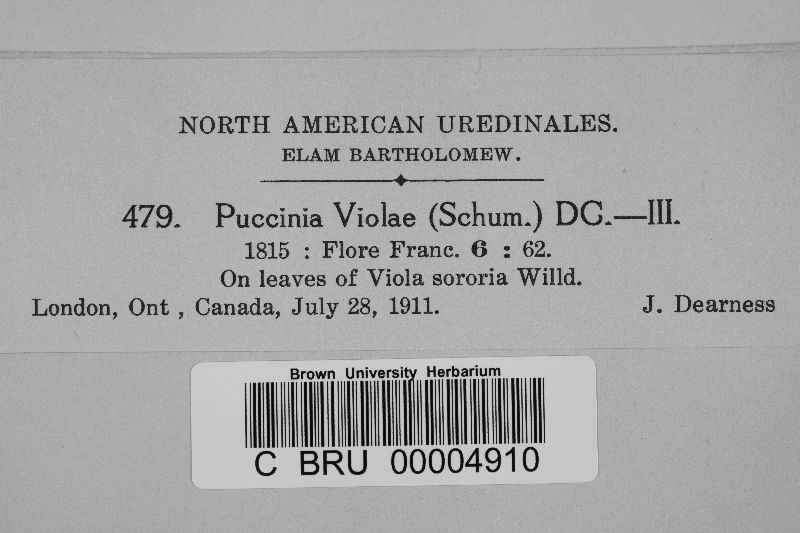 NORTH AMERICAN UREDINALES.
ELAM BARTHOLOMEW.
479. Puccinia Violae (Schum.) DC.—III.
1815 : Flore Franc. 6 : 62.
On leaves of Viola sororia Willd.
London, Ont , Canada, July 28, 1911. J. Dearness
Brown University Herbarium
C BRU 00004910